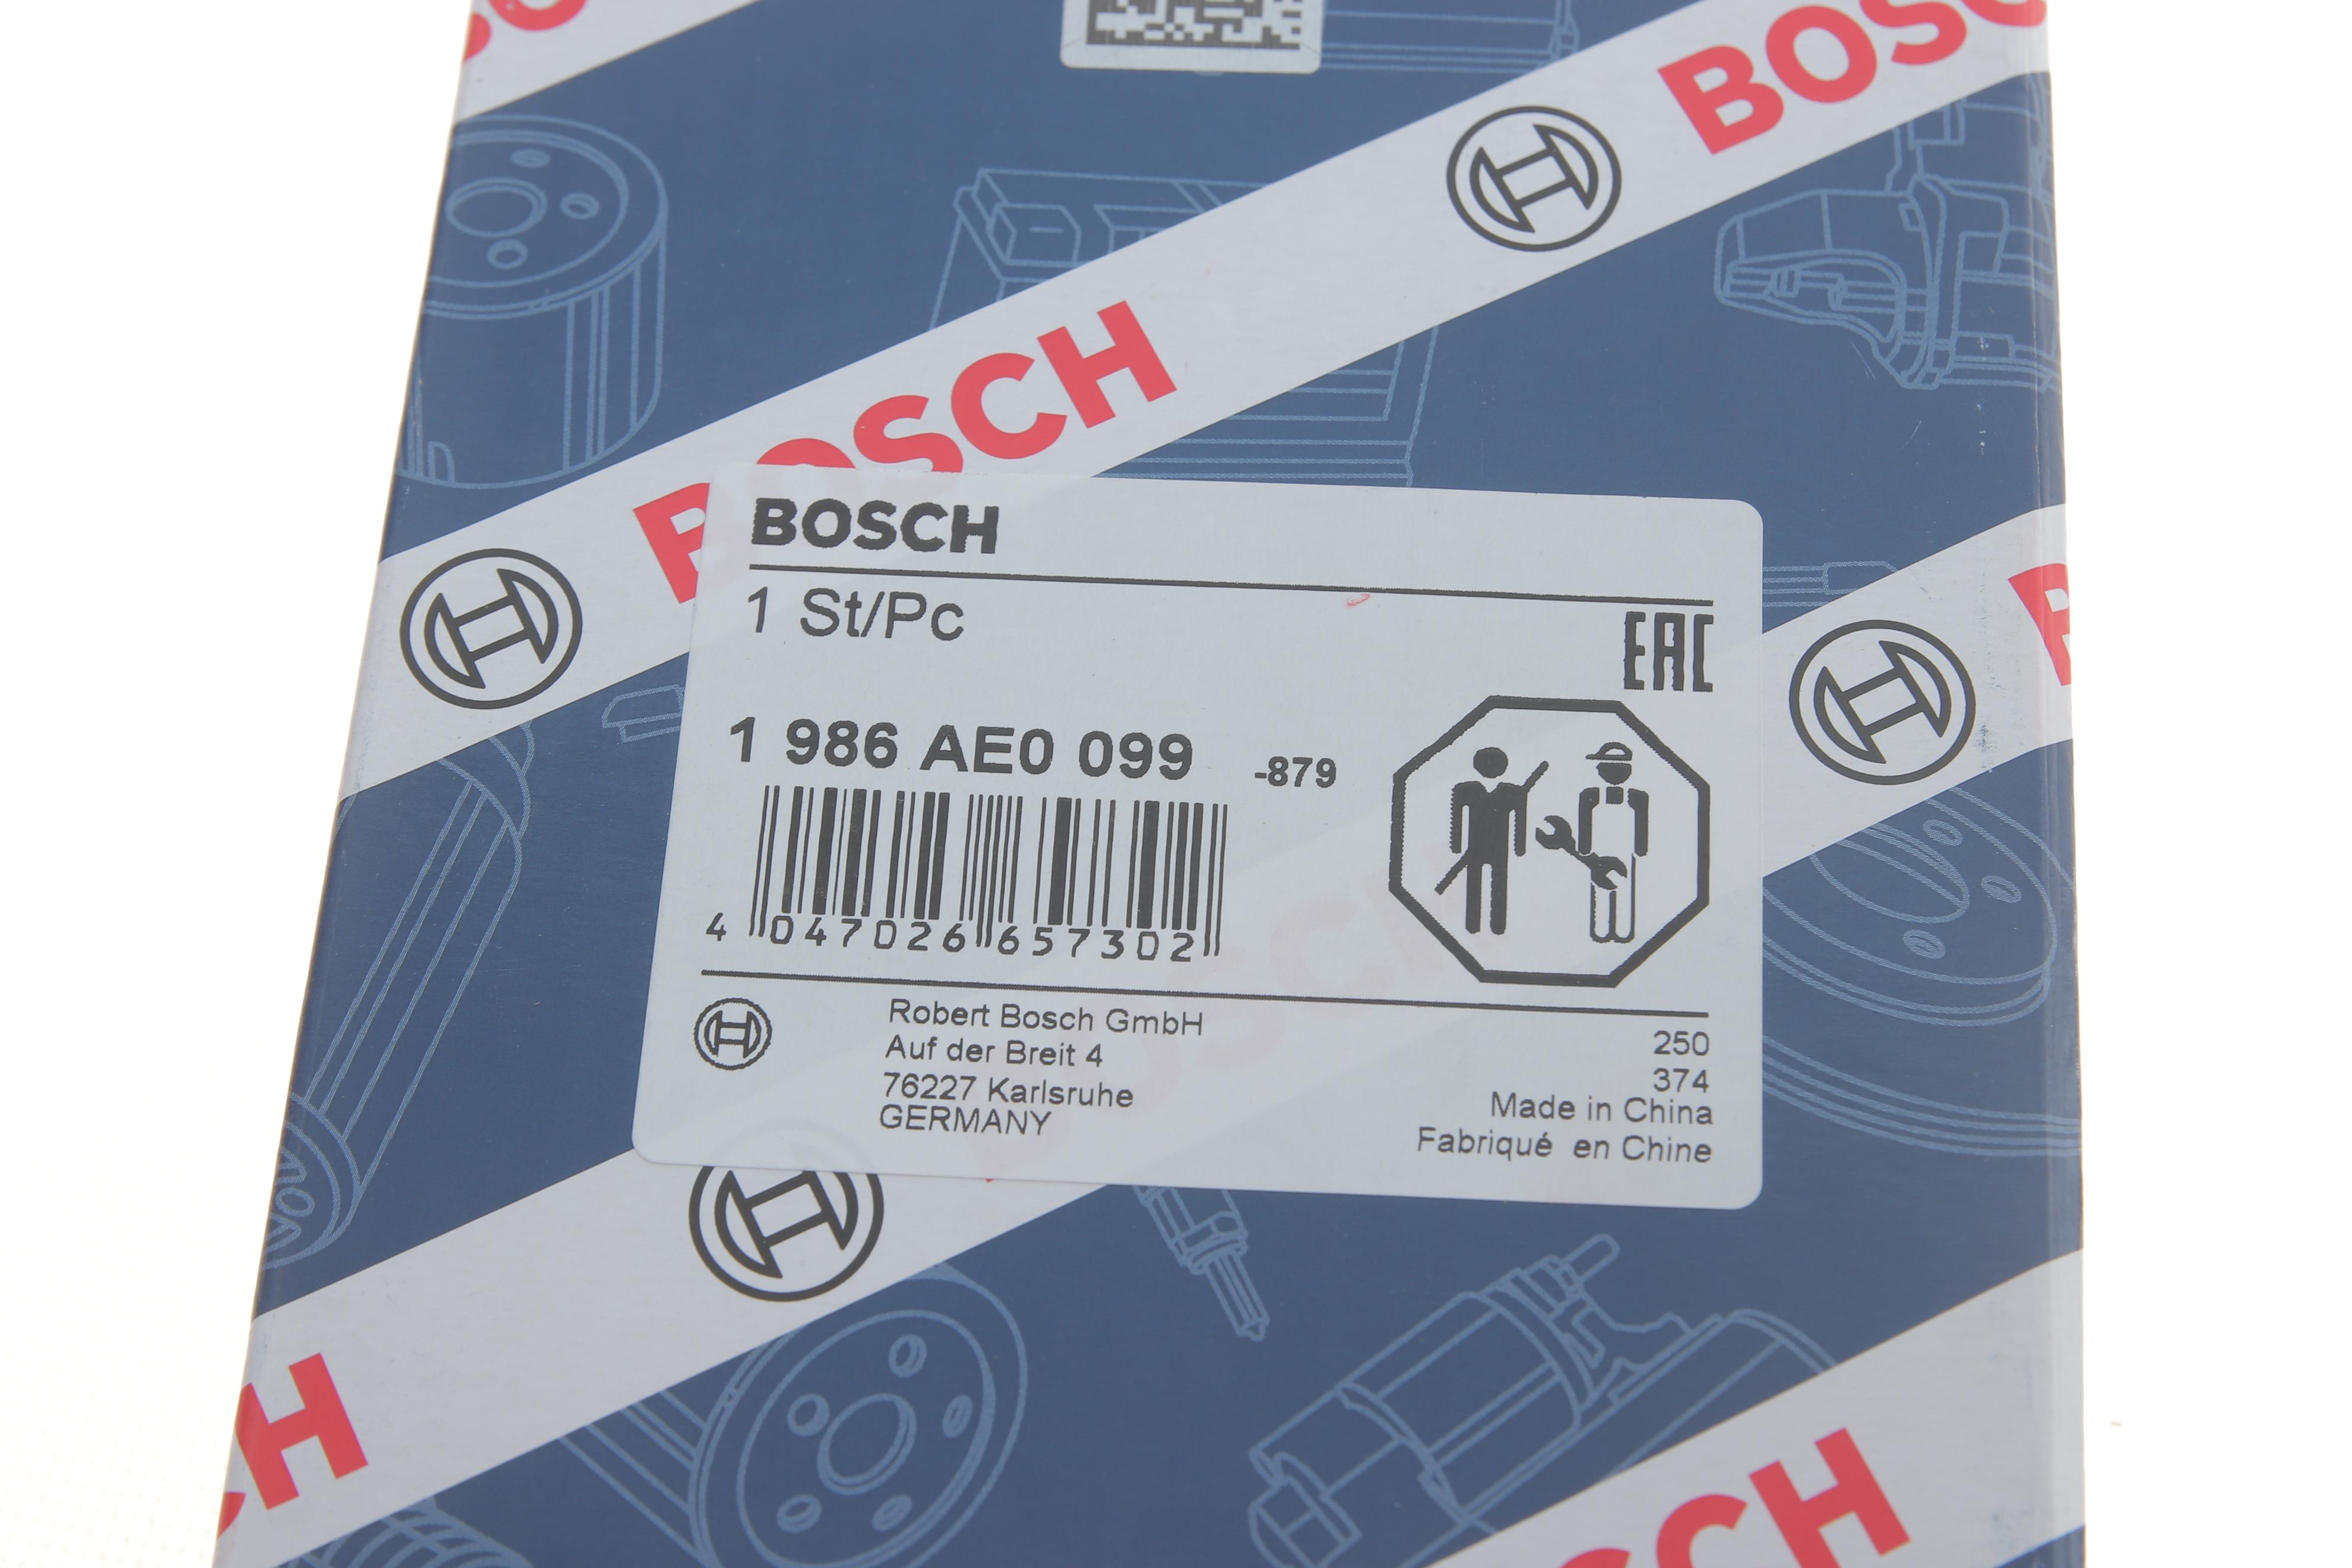 BOSCH
BOSCH
BOSCH
1 St/Pc
EAC
1 986 AE0 099 -879
4 047026 657302
Robert Bosch GmbH
Auf der Breit 4
76227 Karlsruhe
GERMANY
250
374
Made in China
Fabriqué en Chine